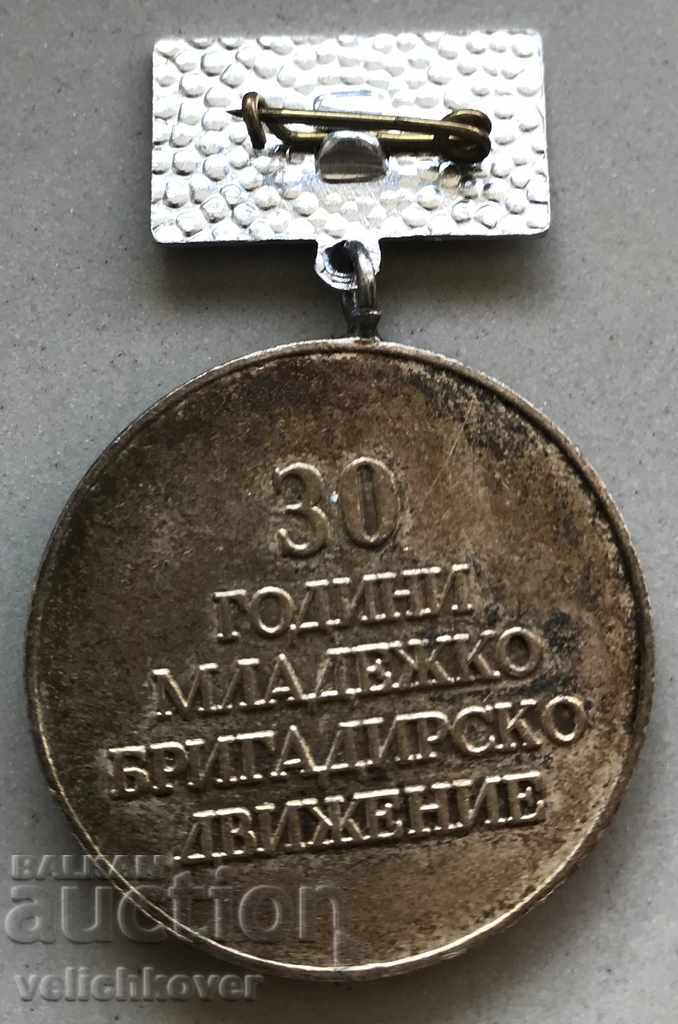 30
ГОДИНИ
МЛАДЕЖКО
БРИГАДИРСКО
ДВИЖЕНИЕ
BALKAN
auction
velichkover